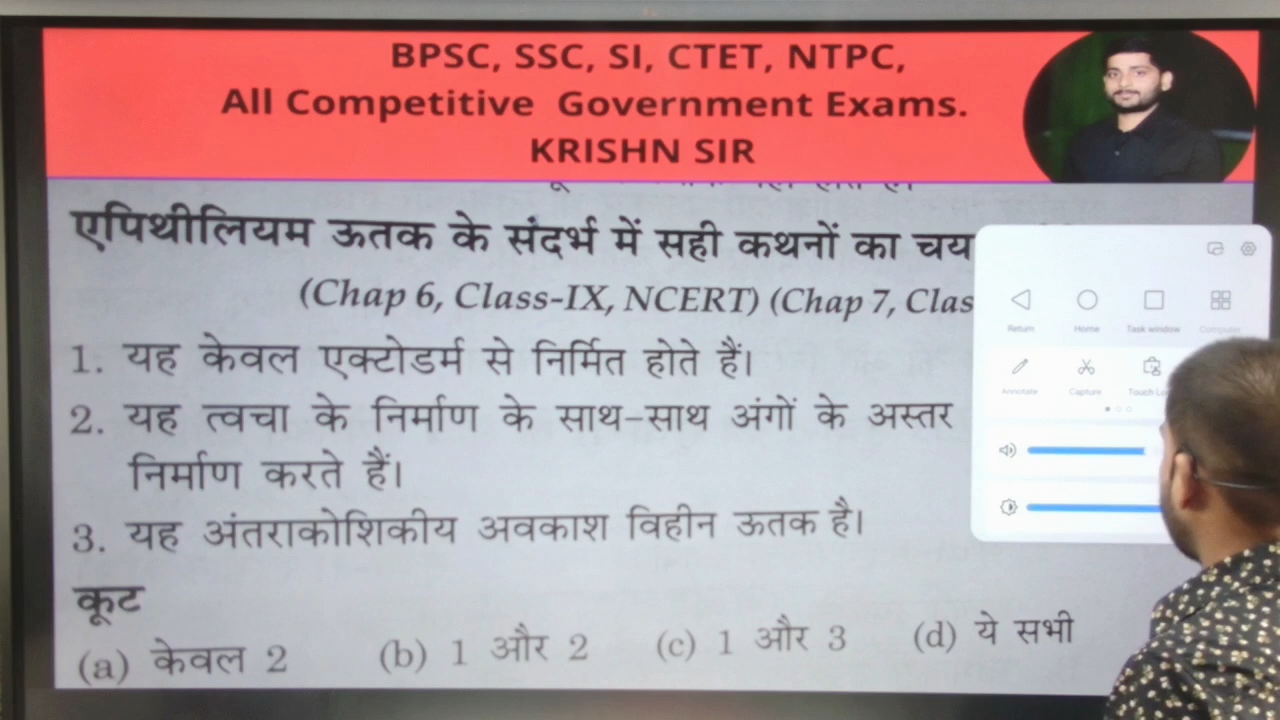 BPSC, SSC, SI, CTET, NTPC,
All Competitive Government Exams.
KRISHN SIR
एपिथीलियम ऊतक के संदर्भ में सही कथनों का चय
(Chap 6, Class-IX, NCERT) (Chap 7, Clas
1. यह केवल एक्टोडर्म से निर्मित होते हैं।
2. यह त्वचा के निर्माण के साथ-साथ अंगों के अस्तर
निर्माण करते हैं।
3. यह अंतराकोशिकीय अवकाश विहीन ऊतक है।
कूट
(a) केवल 2 (b) 1 और 2 (c) 1 और 3 (d) ये सभी
Return Home Task window Computer
Annotate Capture Touch Lo